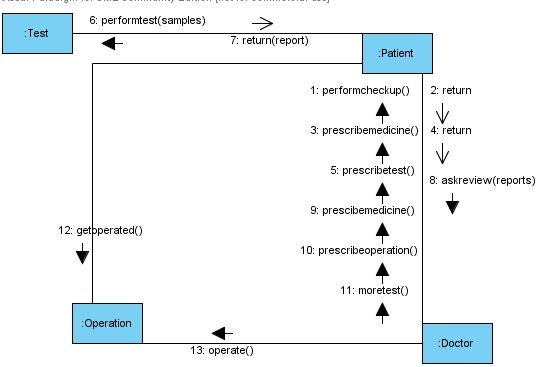 6: performtest(samples)
:Test
7: return(report)
:Patient
1: performcheckup()
2: return
3: prescribemedicine()
4: return
5: prescribetest()
8: askreview(reports)
9: prescibemedicine()
12: getoperated()
10: prescribeoperation()
11: moretest()
:Operation
:Doctor
13: operate()